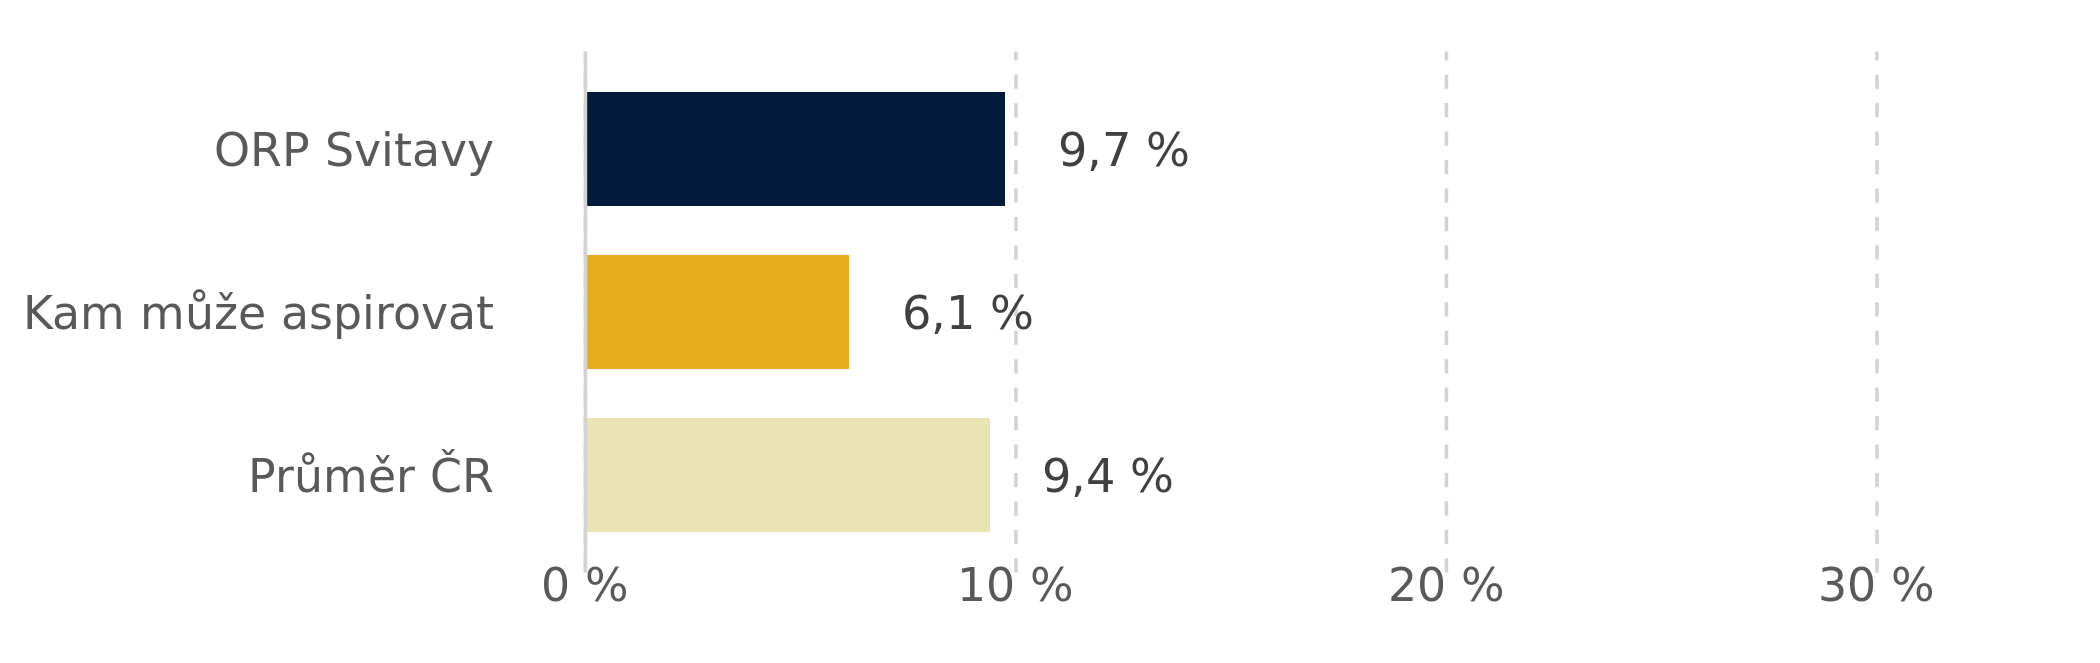 ORP Svitavy 9,7 %
Kam může aspirovat 6,1 %
Průměr ČR 9,4 %
0 % 10 % 20 % 30 %